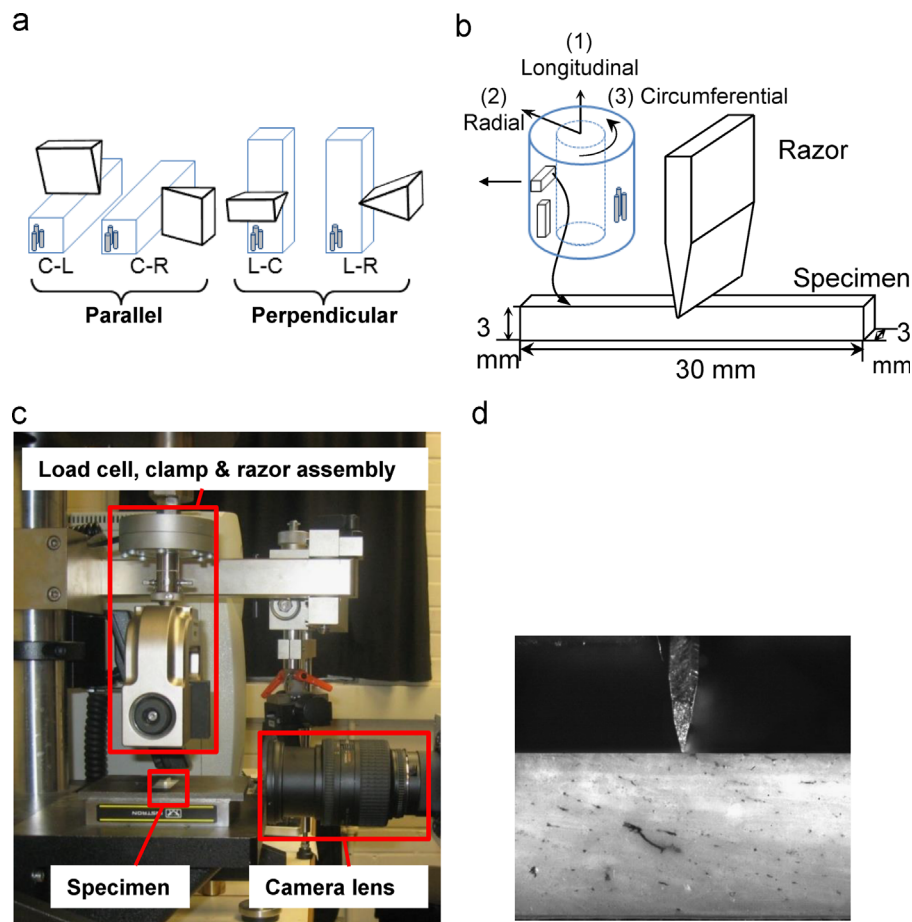 a
C-L
C-R
L-C
L-R
Parallel
Perpendicular
b
(1)
Longitudinal
(2)
Radial
(3) Circumferential
Razor
Specimen
3
mm
30 mm
3
mm
c
Load cell, clamp & razor assembly
INSTRON
Specimen
Camera lens
d